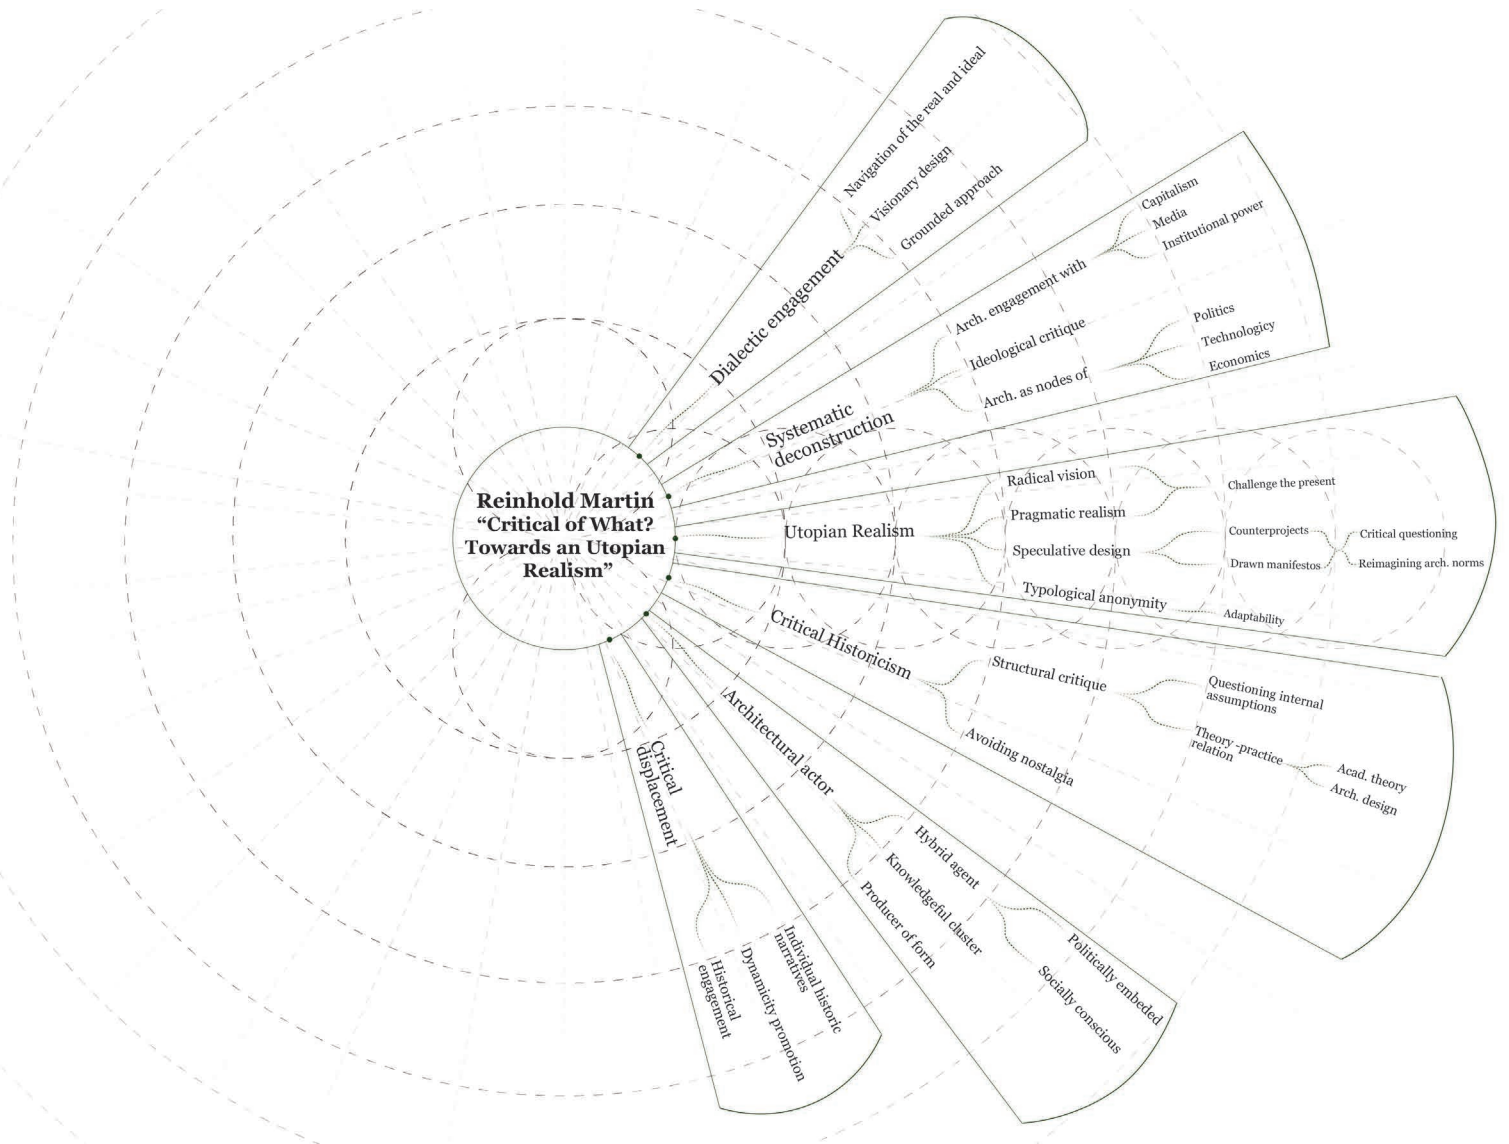 Reinhold Martin
“Critical of What?
Towards an Utopian
Realism”
Dialectic engagement
Navigation of the real and ideal
Visionary design
Grounded approach
Systematic
deconstruction
Arch. engagement with
Capitalism
Media
Institutional power
Ideological critique
Arch. as nodes of
Politics
Technologicy
Economics
Utopian Realism
Radical vision
Pragmatic realism
Challenge the present
Speculative design
Counterprojects
Drawn manifestos
Critical questioning
Reimagining arch. norms
Typological anonymity
Adaptability
Critical Historicism
Structural critique
Questioning internal
assumptions
Theory -practice
relation
Acad. theory
Arch. design
Avoiding nostalgia
Architectural actor
Hybrid agent
Politically embeded
Socially conscious
Knowledgeful cluster
Producer of form
Critical
displacement
Individual historic
narratives
Dynamicity promotion
Historical
engagement